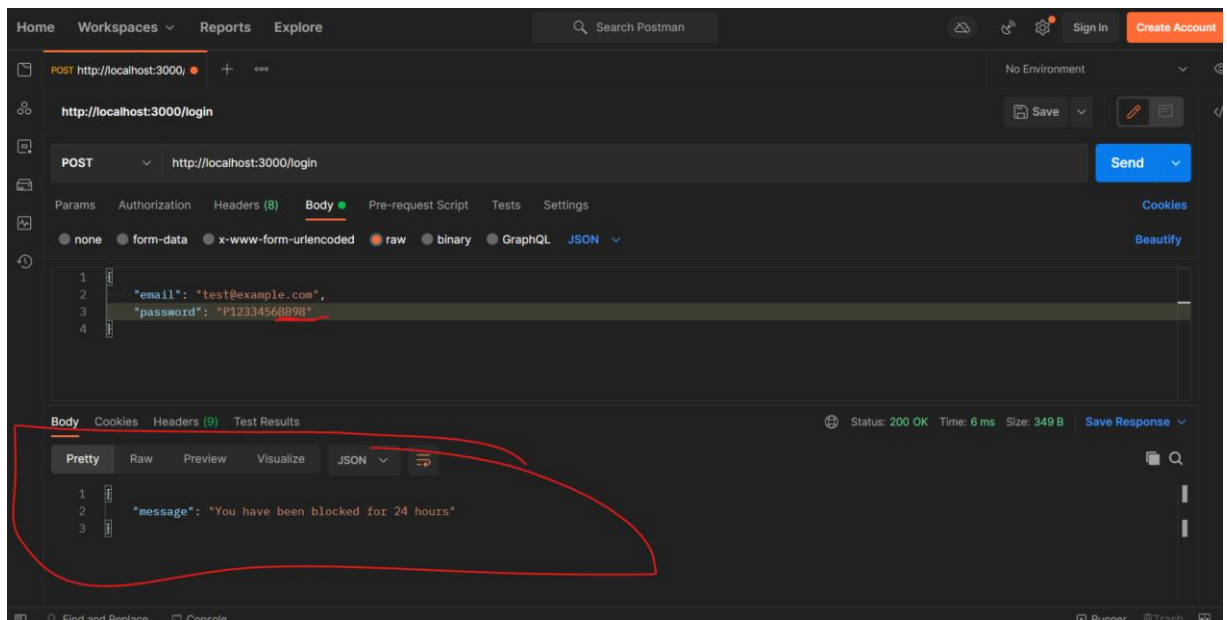 Home Workspaces Reports Explore Search Postman Sign In Create Account
POST http://localhost:3000/ No Environment
http://localhost:3000/login Save
POST http://localhost:3000/login Send
Params Authorization Headers (8) Body Pre-request Script Tests Settings Cookies
none form-data x-www-form-urlencoded raw binary GraphQL JSON Beautify
1 {
2 "email": "test@example.com",
3 "password": "P12334568898"
4 }
Body Cookies Headers (9) Test Results Status: 200 OK Time: 6 ms Size: 349 B Save Response
Pretty Raw Preview Visualize JSON
1 {
2 "message": "You have been blocked for 24 hours"
3 }
Find and Replace Console Runner Trash